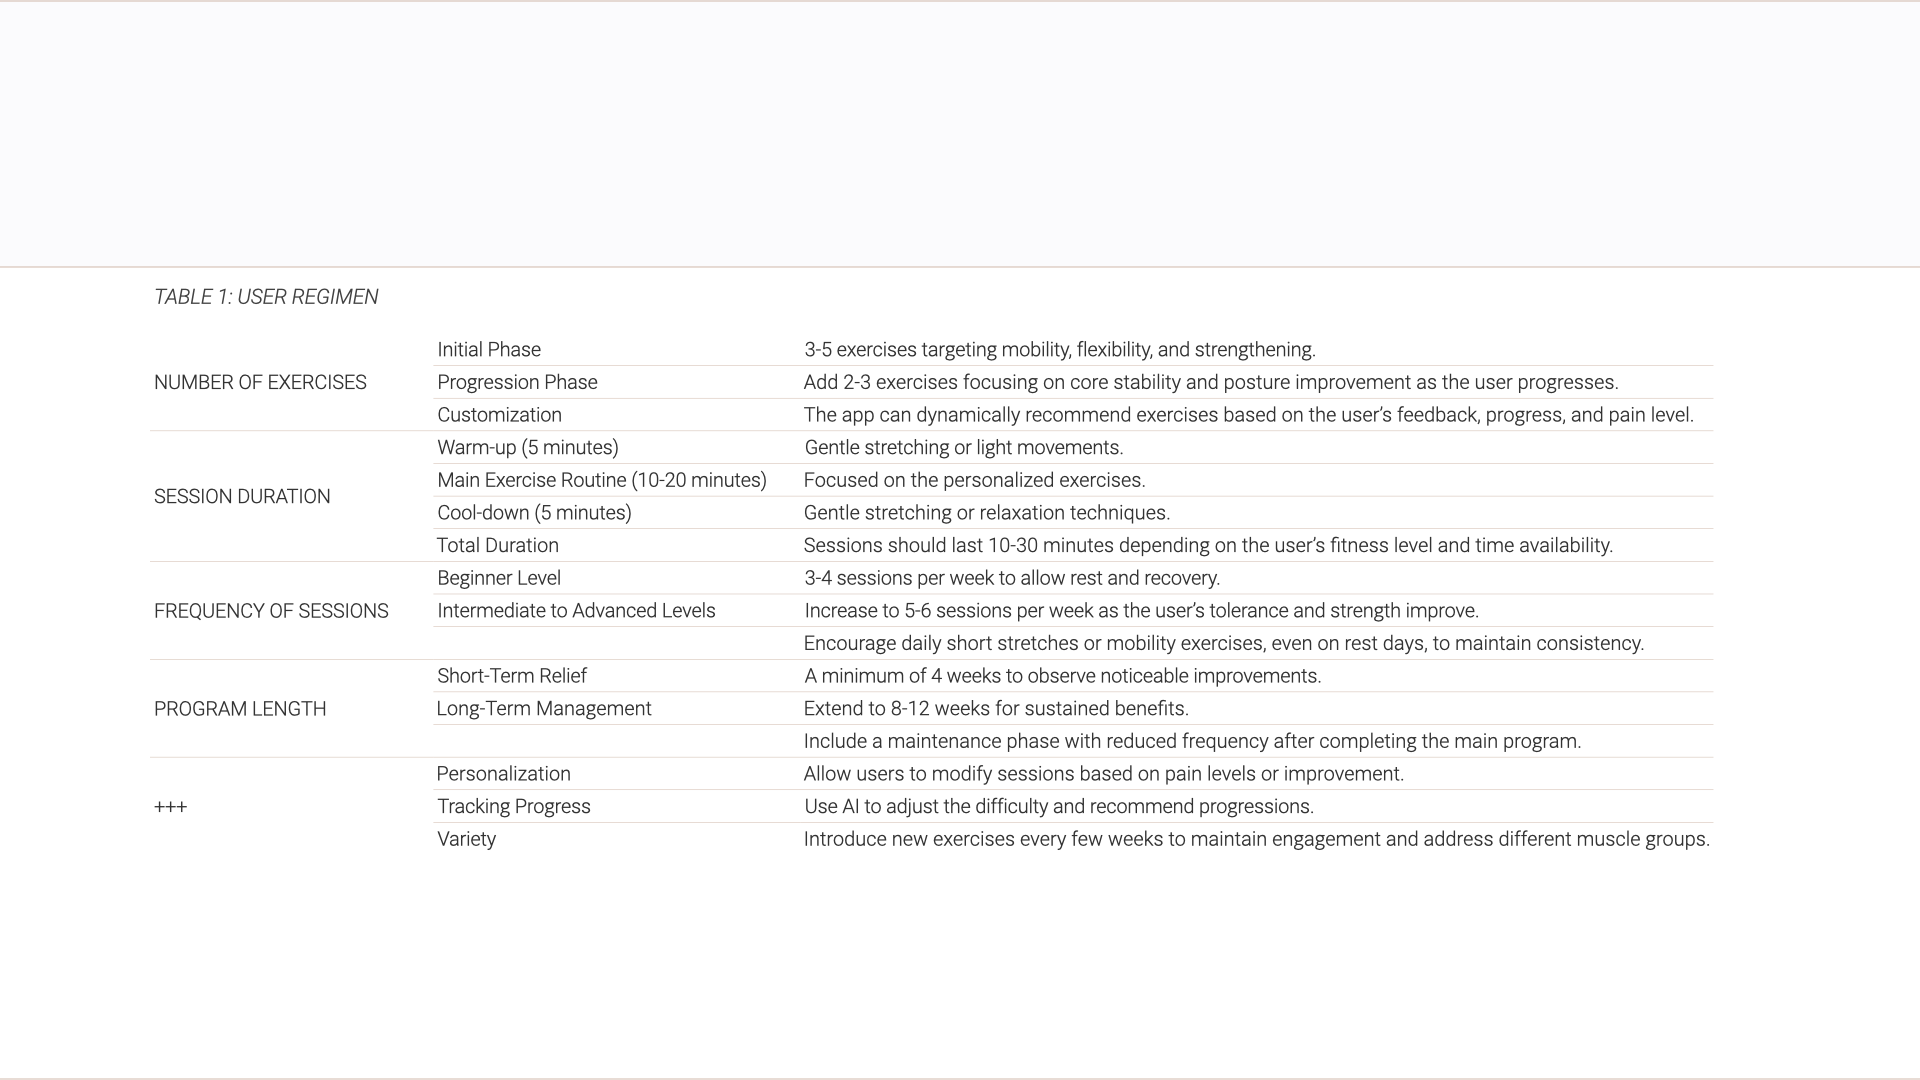 TABLE 1: USER REGIMEN
Initial Phase 3-5 exercises targeting mobility, flexibility, and strengthening.
NUMBER OF EXERCISES Progression Phase Add 2-3 exercises focusing on core stability and posture improvement as the user progresses.
Customization The app can dynamically recommend exercises based on the user’s feedback, progress, and pain level.
Warm-up (5 minutes) Gentle stretching or light movements.
Main Exercise Routine (10-20 minutes) Focused on the personalized exercises.
SESSION DURATION
Cool-down (5 minutes) Gentle stretching or relaxation techniques.
Total Duration Sessions should last 10-30 minutes depending on the user’s fitness level and time availability.
Beginner Level 3-4 sessions per week to allow rest and recovery.
FREQUENCY OF SESSIONS Intermediate to Advanced Levels Increase to 5-6 sessions per week as the user’s tolerance and strength improve.
Encourage daily short stretches or mobility exercises, even on rest days, to maintain consistency.
Short-Term Relief A minimum of 4 weeks to observe noticeable improvements.
PROGRAM LENGTH Long-Term Management Extend to 8-12 weeks for sustained benefits.
Include a maintenance phase with reduced frequency after completing the main program.
Personalization Allow users to modify sessions based on pain levels or improvement.
+++ Tracking Progress Use AI to adjust the difficulty and recommend progressions.
Variety Introduce new exercises every few weeks to maintain engagement and address different muscle groups.